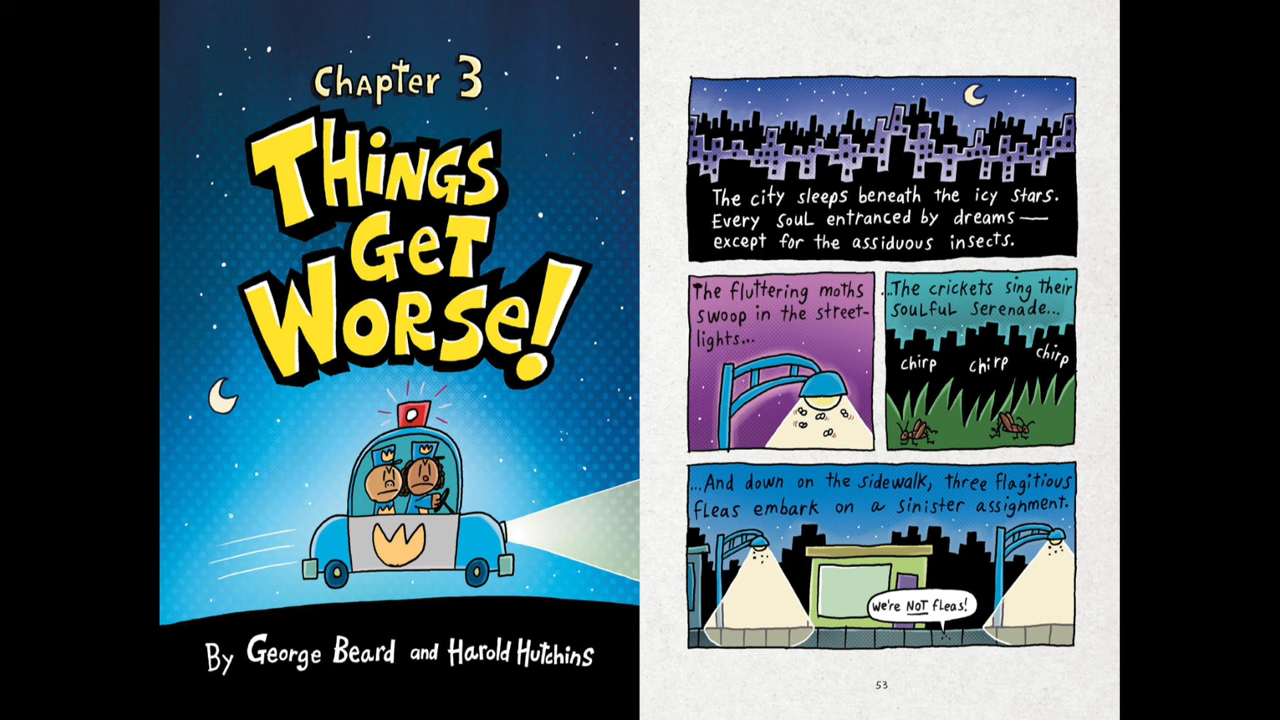 Chapter 3
THiNGS
GeT
WORSe!
By George Beard and Harold Hutchins
The city sleeps beneath the icy stars.
Every soul entranced by dreams—
except for the assiduous insects.
The fluttering moths
swoop in the street-
lights...
...The crickets sing their
soulful serenade...
chirp
chirp
chirp
...And down on the sidewalk, three flagitious
fleas embark on a sinister assignment.
We're NOT fleas!
53